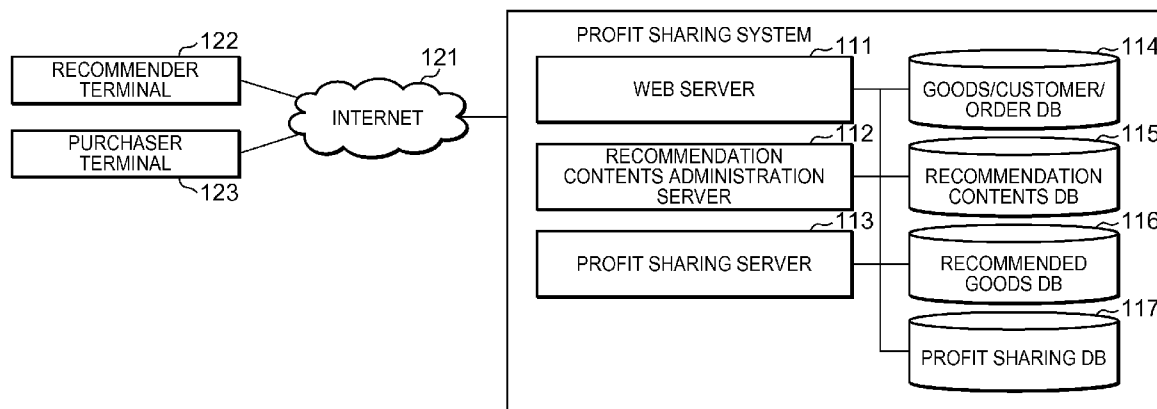 122
RECOMMENDER
TERMINAL
PURCHASER
TERMINAL
123
121
INTERNET
PROFIT SHARING SYSTEM
111
WEB SERVER
112
RECOMMENDATION
CONTENTS ADMINISTRATION
SERVER
113
PROFIT SHARING SERVER
114
GOODS/CUSTOMER/
ORDER DB
115
RECOMMENDATION
CONTENTS DB
116
RECOMMENDED
GOODS DB
117
PROFIT SHARING DB